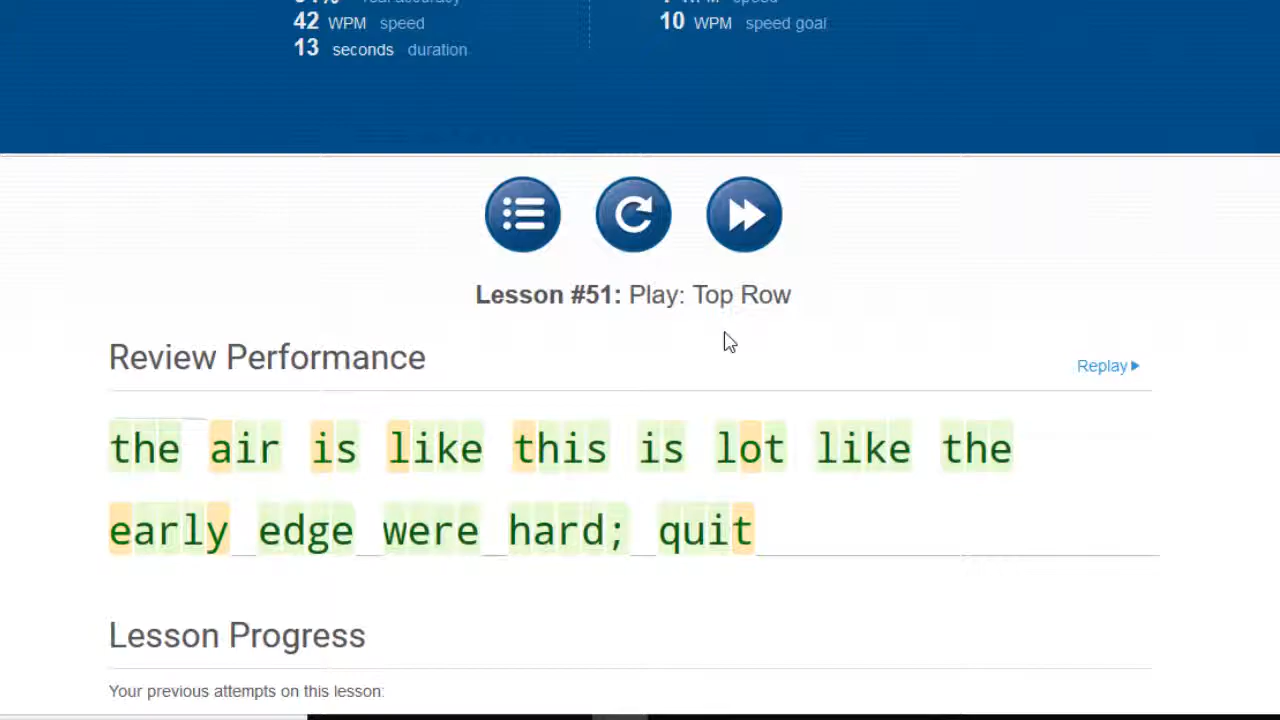 42 WPM speed
10 WPM speed goal
13 seconds duration
Lesson #51: Play: Top Row
Review Performance
Replay
the air is like this is lot like the
early edge were hard; quit
Lesson Progress
Your previous attempts on this lesson: